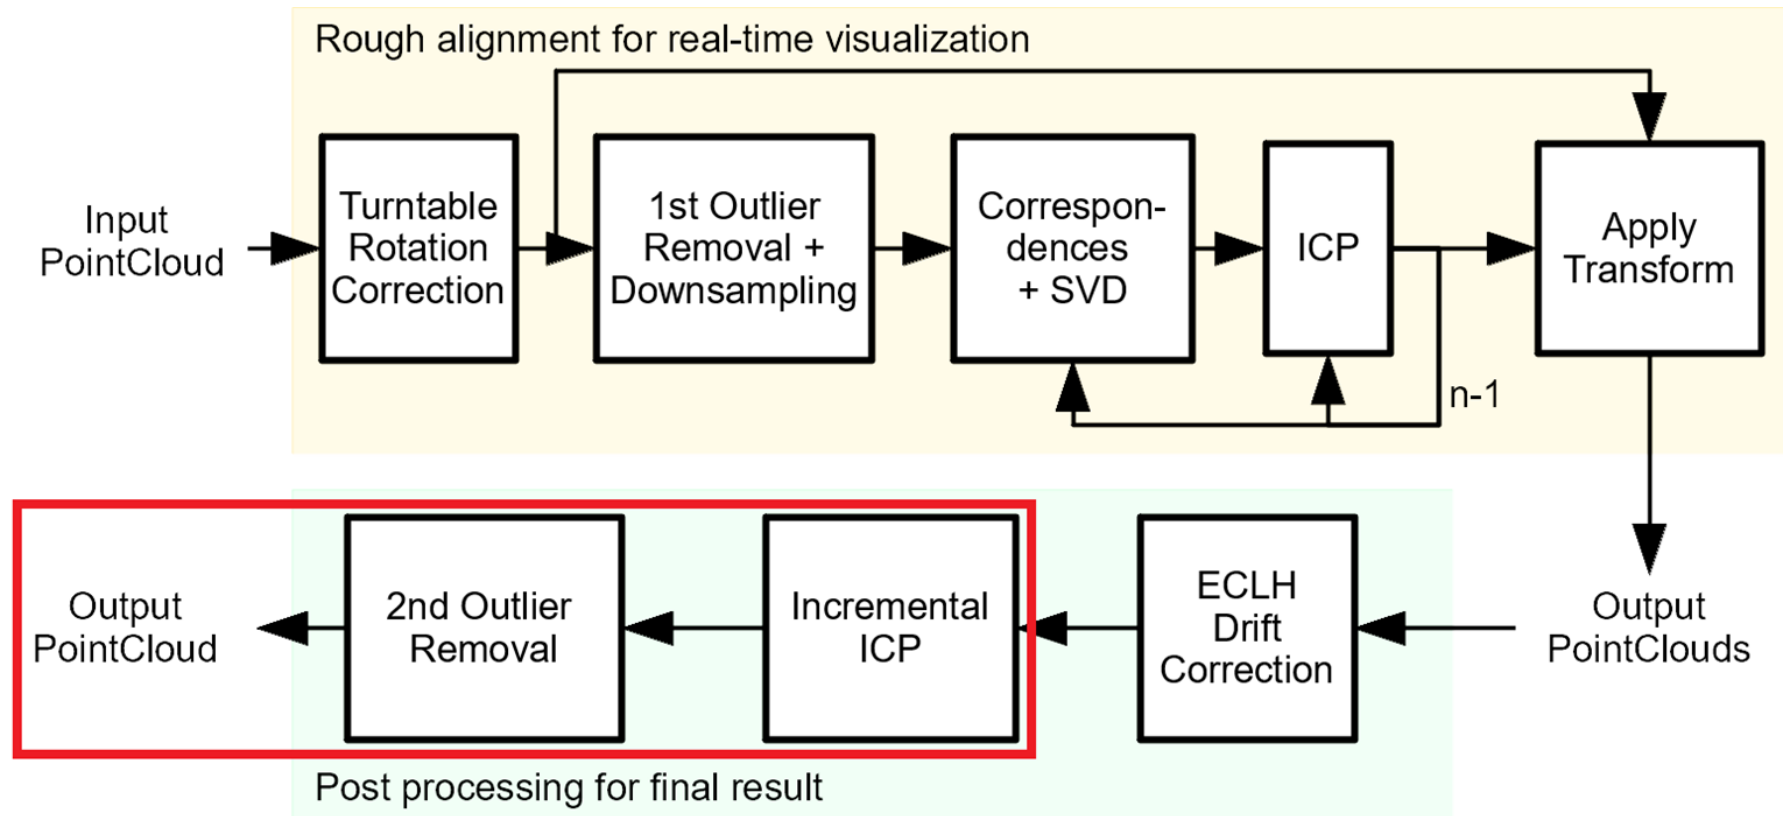 Rough alignment for real-time visualization
Input
PointCloud
Turntable
Rotation
Correction
1st Outlier
Removal +
Downsampling
Correspon-
dences
+ SVD
ICP
n-1
Apply
Transform
Output
PointClouds
ECLH
Drift
Correction
Incremental
ICP
2nd Outlier
Removal
Output
PointCloud
Post processing for final result